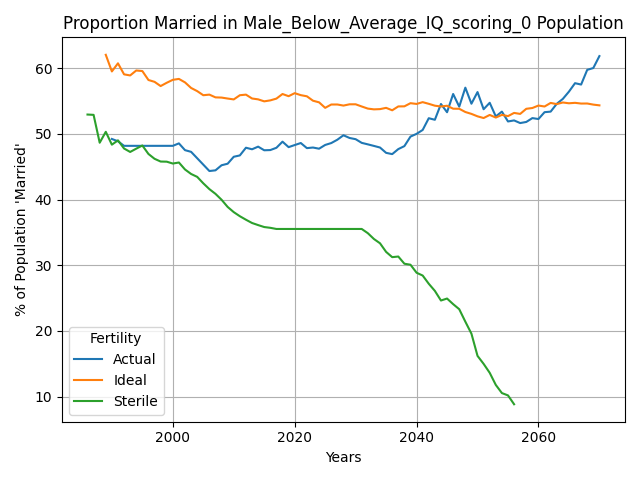 Proportion Married in Male_Below_Average_IQ_scoring_0 Population
% of Population 'Married'
60
50
40
30
20
10
Fertility
Actual
Ideal
Sterile
2000 2020 2040 2060
Years